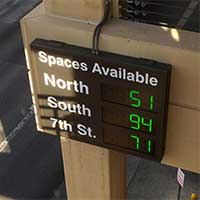 Spaces Available
North 51
South 94
7th St. 71